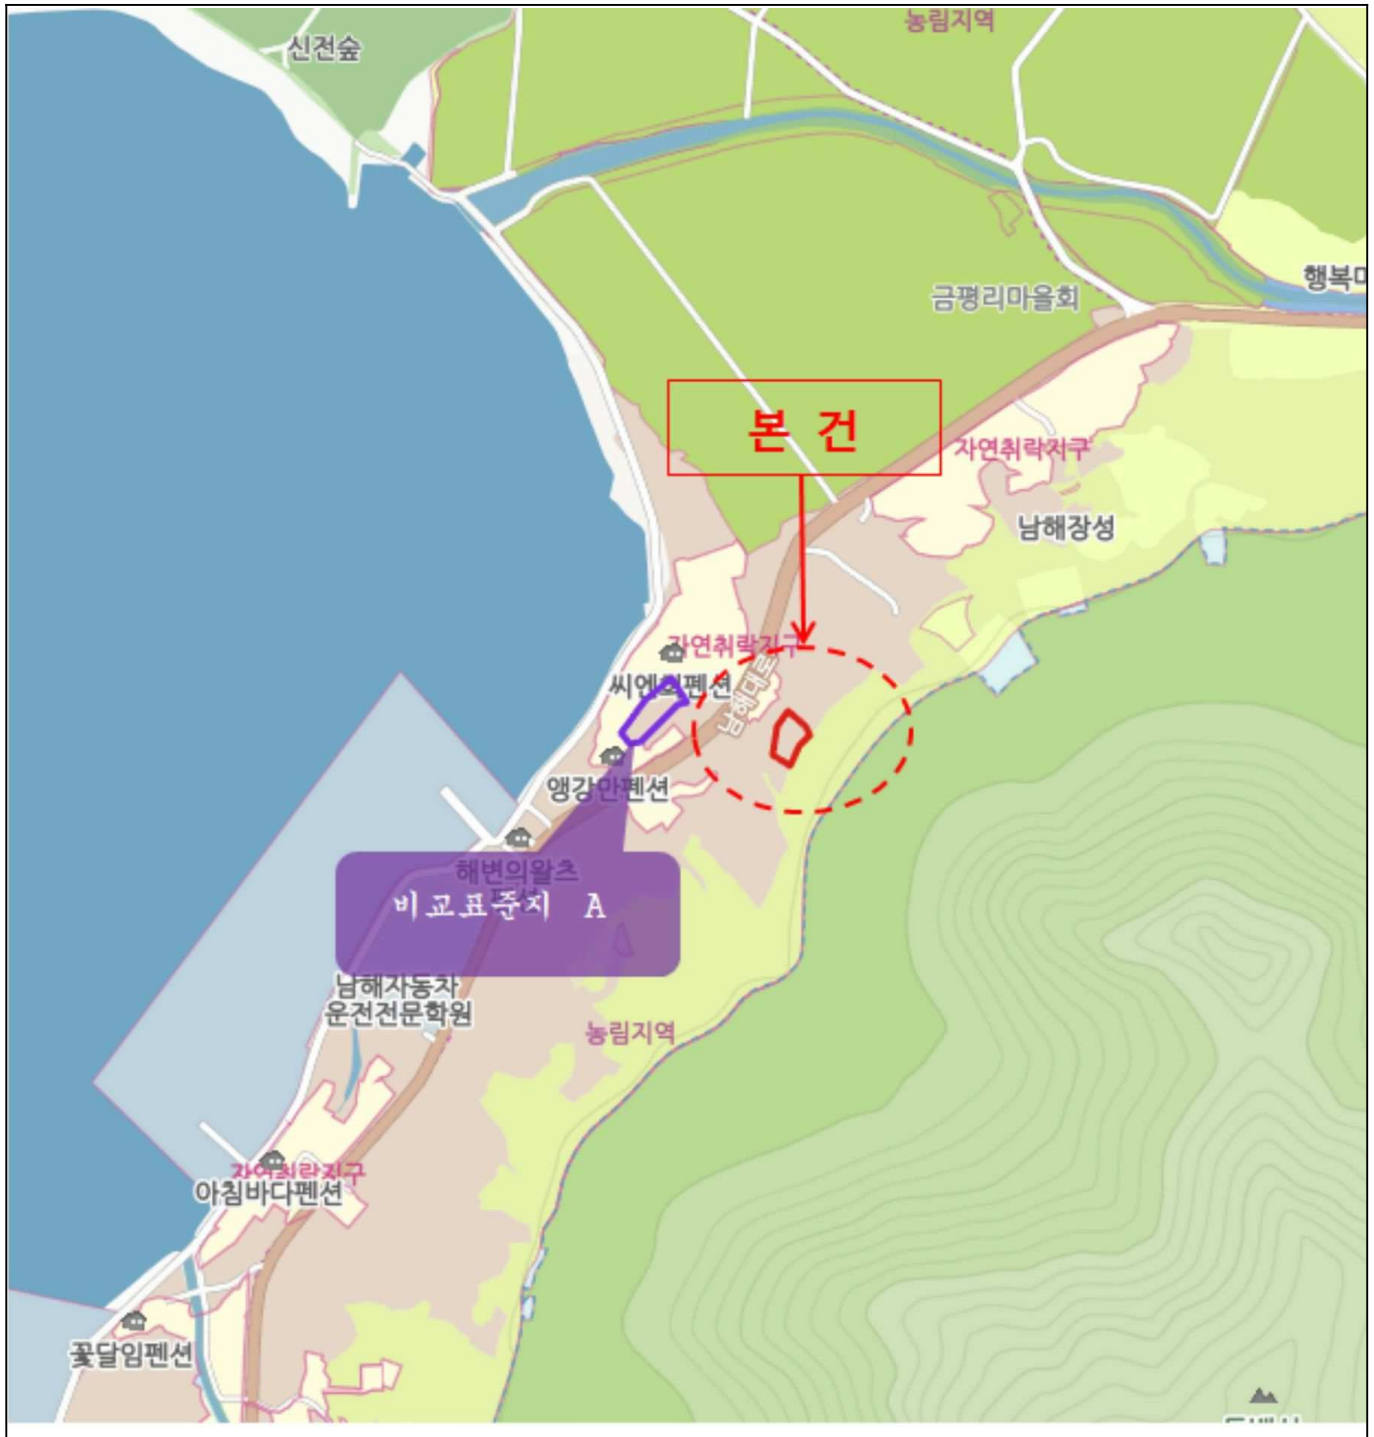 농림지역
신전숲
행복마
금평리마을회
본 건
자연취락지구
남해장성
자연취락지구
씨엔
펜션
남해대로
앵강만펜션
해변의왈츠
펜션
비교표준지 A
남해자동차
운전전문학원
농림지역
자연취락지구
아침바다펜션
꽃달임펜션